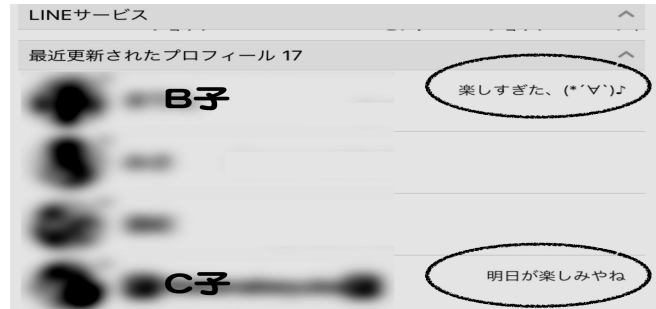 LINEサービス
最近更新されたプロフィール 17
B子
楽しすぎた、(*´∀`)♪
C子
明日が楽しみやね